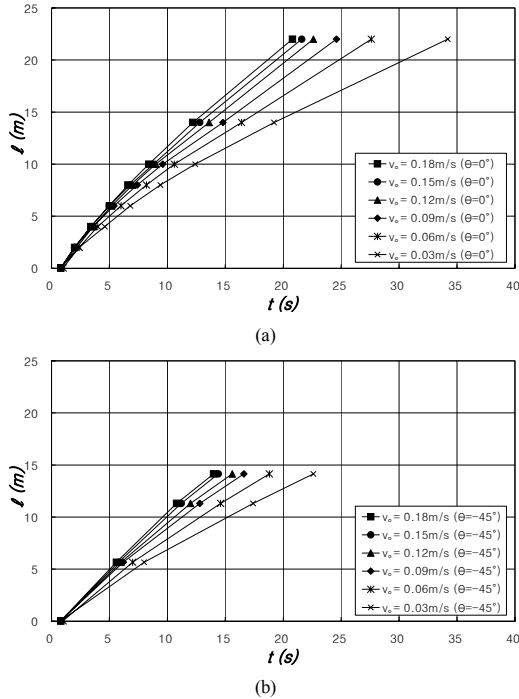 25
20
15
10
5
0
ℓ (m)
0 5 10 15 20 25 30 35 40
t (s)
vₒ = 0.18m/s (Θ=0°)
vₒ = 0.15m/s (Θ=0°)
vₒ = 0.12m/s (Θ=0°)
vₒ = 0.09m/s (Θ=0°)
vₒ = 0.06m/s (Θ=0°)
vₒ = 0.03m/s (Θ=0°)
(a)
25
20
15
10
5
0
ℓ (m)
0 5 10 15 20 25 30 35 40
t (s)
vₒ = 0.18m/s (Θ=-45°)
vₒ = 0.15m/s (Θ=-45°)
vₒ = 0.12m/s (Θ=-45°)
vₒ = 0.09m/s (Θ=-45°)
vₒ = 0.06m/s (Θ=-45°)
vₒ = 0.03m/s (Θ=-45°)
(b)